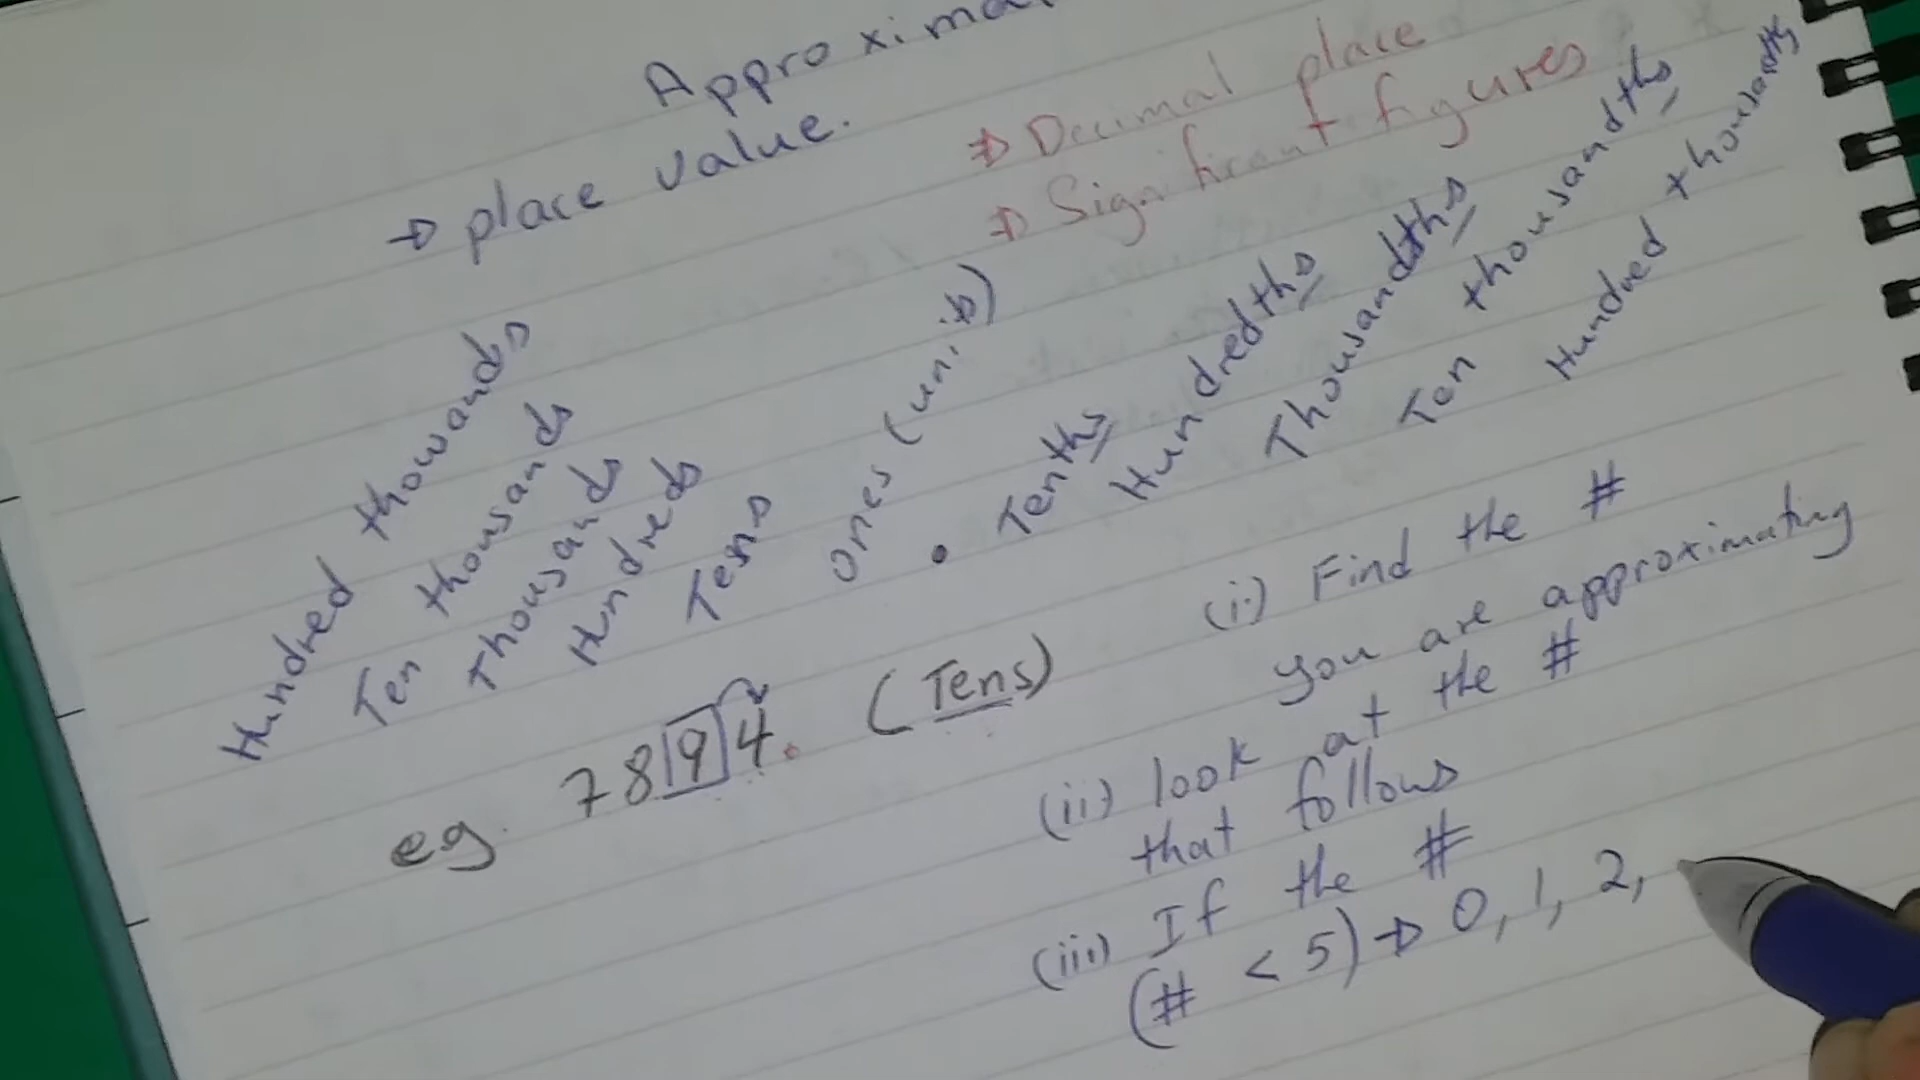 Approxima
→ place value.
⇒ Decimal place
⇒ Significant figures
Hundred thousands
Ten thousands
Thousands
Hundreds
Tens
Ones (units)
.
Tenths
Hundredths
Thousandths
Ten thousandths
Hundred thousandths
eg. 7894. (Tens)
(i) Find the #
you are approximating
(ii) look at the #
that follows
(iii) If the #
(# < 5) → 0, 1, 2,